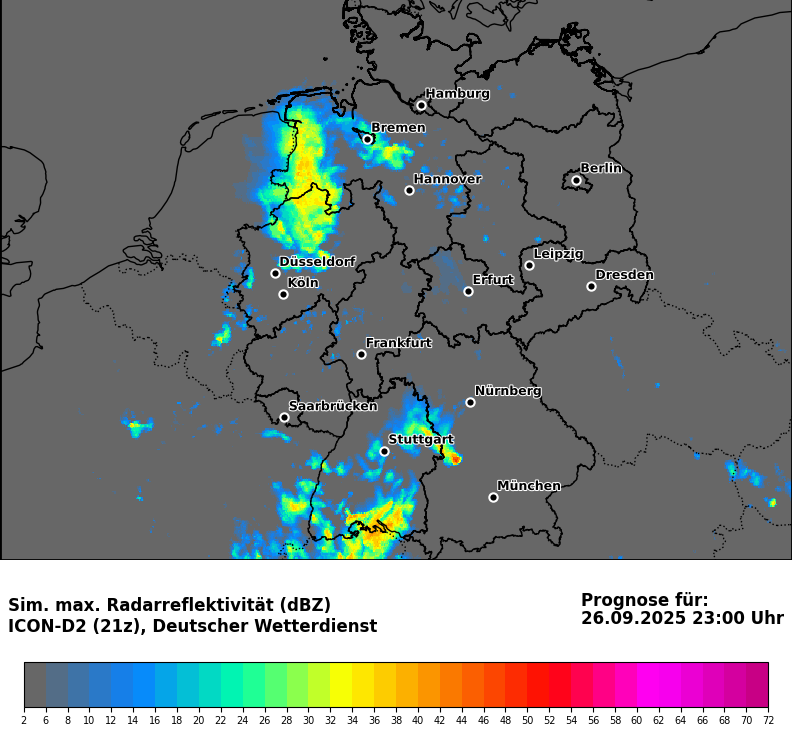 Hamburg
Bremen
Berlin
Hannover
Leipzig
Düsseldorf
Dresden
Erfurt
Köln
Frankfurt
Nürnberg
Saarbrücken
Stuttgart
München
Sim. max. Radarreflektivität (dBZ)
ICON-D2 (21z), Deutscher Wetterdienst
Prognose für:
26.09.2025 23:00 Uhr
2 6 8 10 12 14 16 18 20 22 24 26 28 30 32 34 36 38 40 42 44 46 48 50 52 54 56 58 60 62 64 66 68 70 72